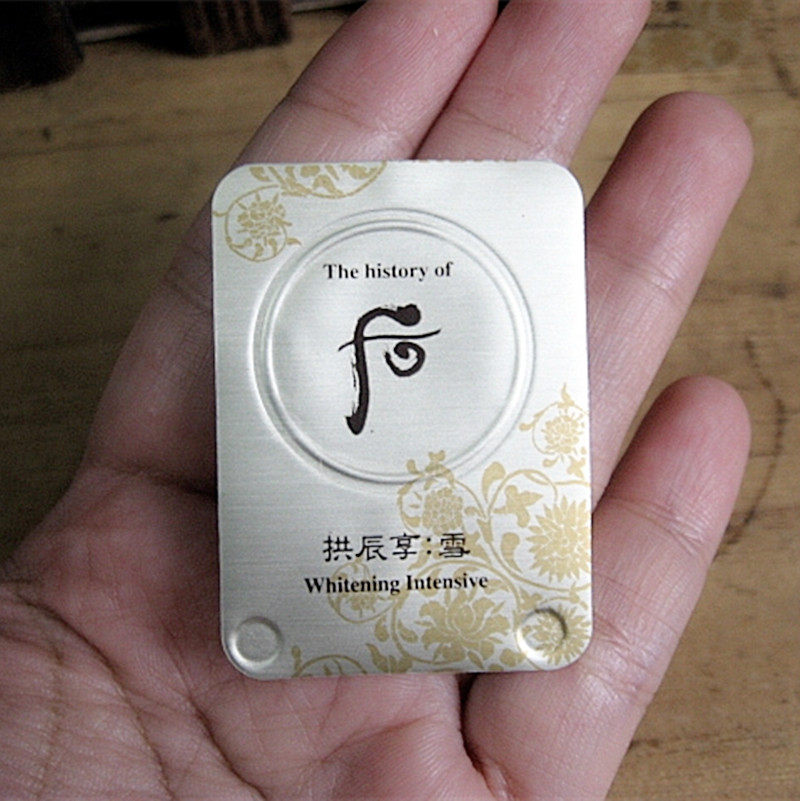 The history of
后
拱辰享:雪
Whitening Intensive